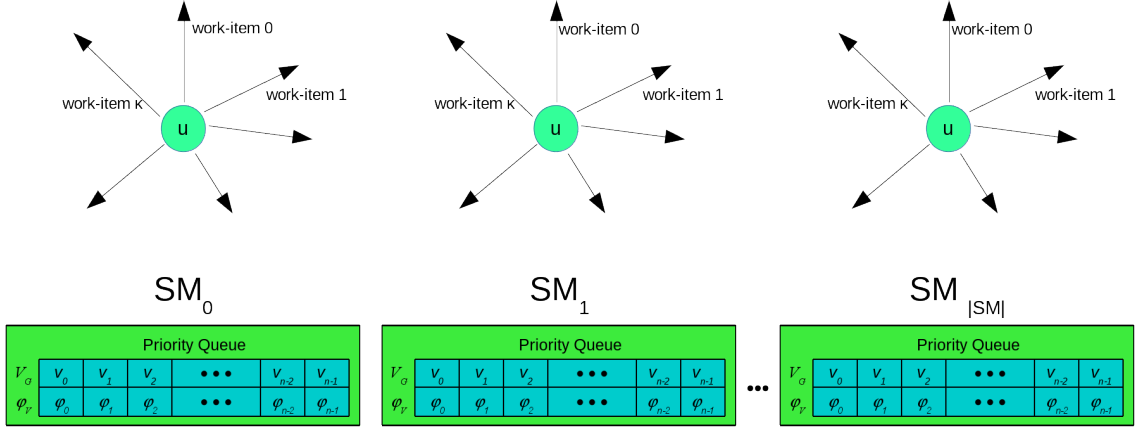 work-item 0
work-item κ
work-item 1
u
work-item 0
work-item κ
work-item 1
u
work-item 0
work-item κ
work-item 1
u
SM0
SM1
SM |SM|
Priority Queue
Vσ v0 v1 v2 ••• vn-2 vn-1
φV φ0 φ1 φ2 ••• φn-2 φn-1
Priority Queue
Vσ v0 v1 v2 ••• vn-2 vn-1
φV φ0 φ1 φ2 ••• φn-2 φn-1
•••
Priority Queue
Vσ v0 v1 v2 ••• vn-2 vn-1
φV φ0 φ1 φ2 ••• φn-2 φn-1